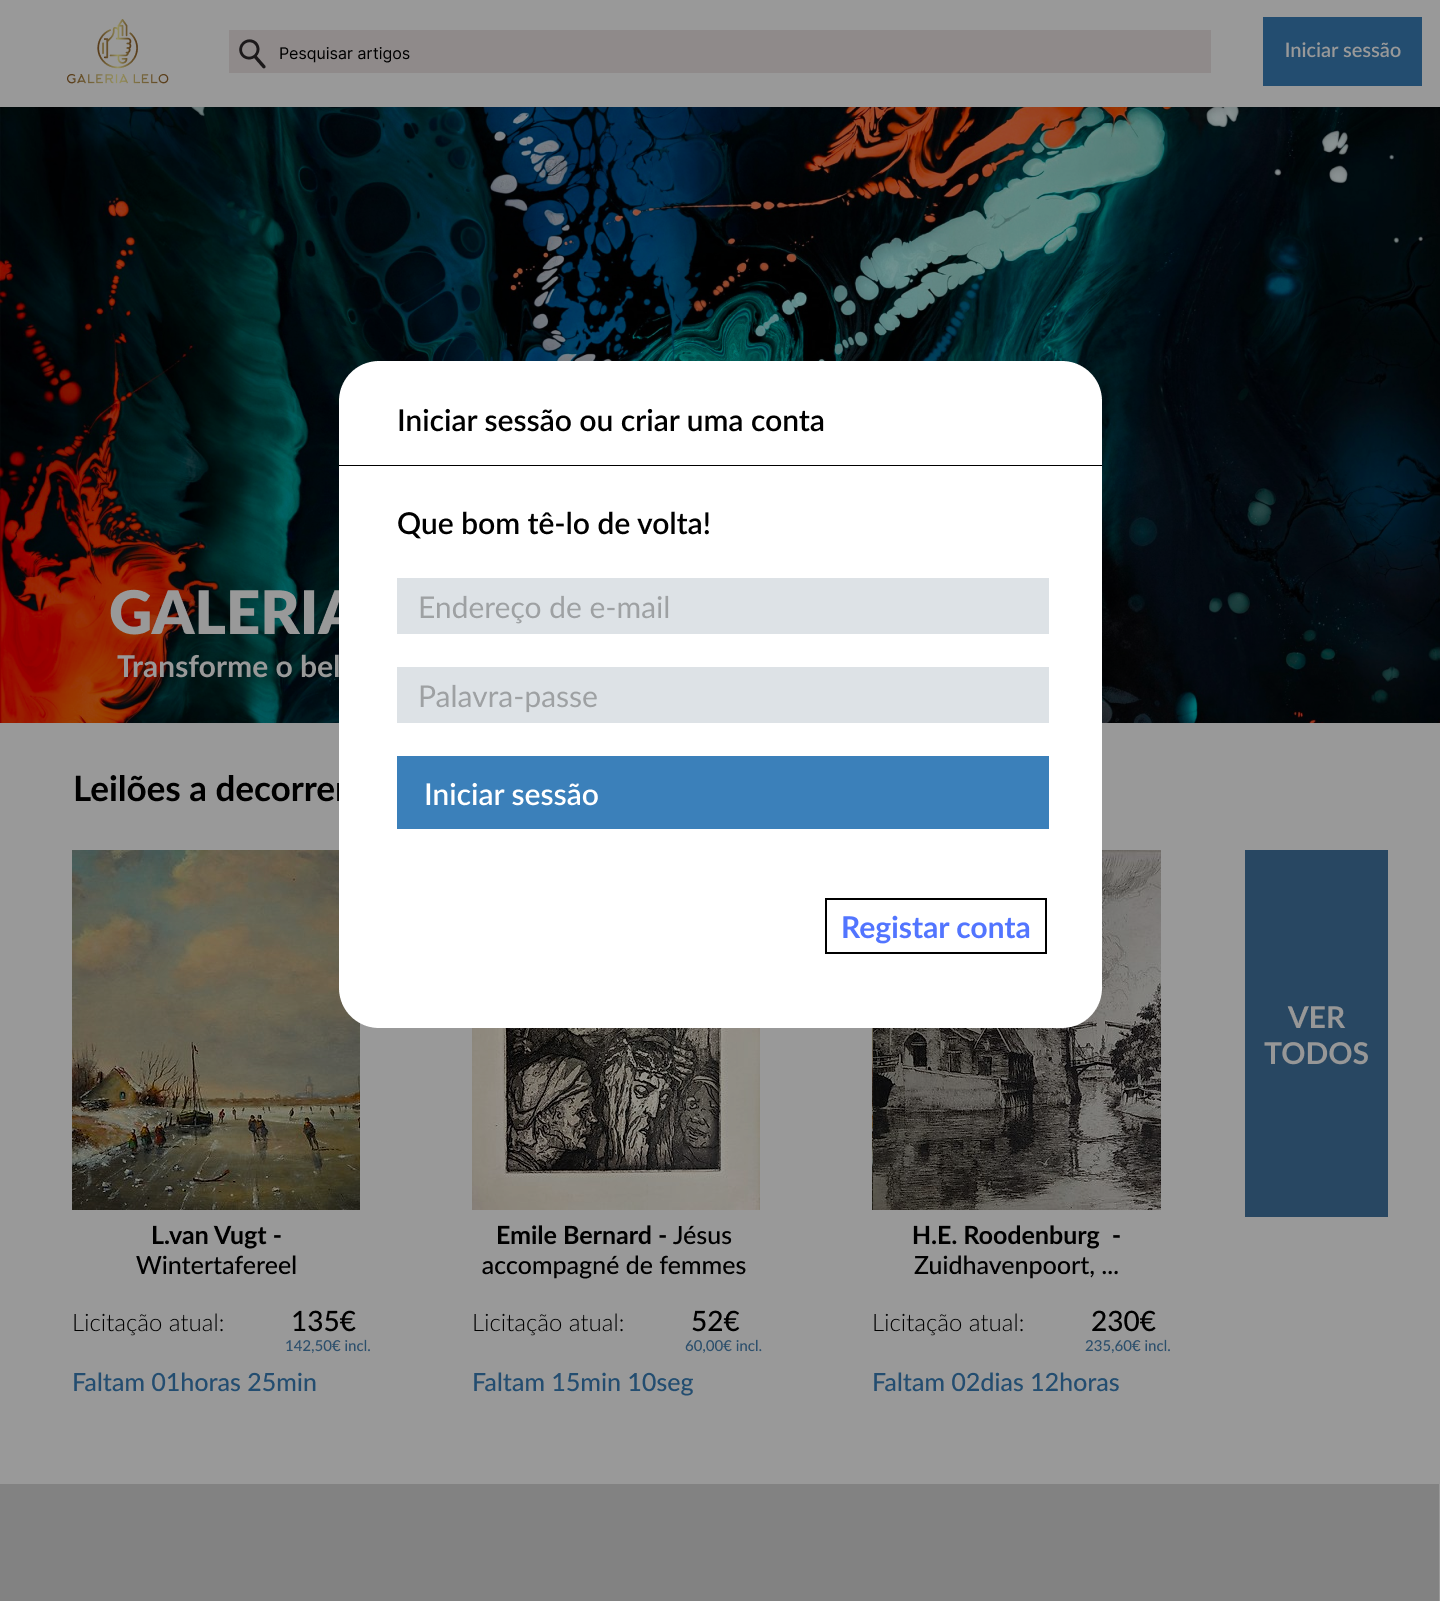 GALERIA LELO
Pesquisar artigos
Iniciar sessão
Iniciar sessão ou criar uma conta
Que bom tê-lo de volta!
Endereço de e-mail
GALERIA
Transforme o bel
Palavra-passe
Iniciar sessão
Leilões a decorrer
Registar conta
VER
TODOS
L.van Vugt -
Wintertafereel
Emile Bernard - Jésus
accompagné de femmes
H.E. Roodenburg -
Zuidhavenpoort, ...
Licitação atual: 135€
142,50€ incl.
Faltam 01horas 25min
Licitação atual: 52€
60,00€ incl.
Faltam 15min 10seg
Licitação atual: 230€
235,60€ incl.
Faltam 02dias 12horas